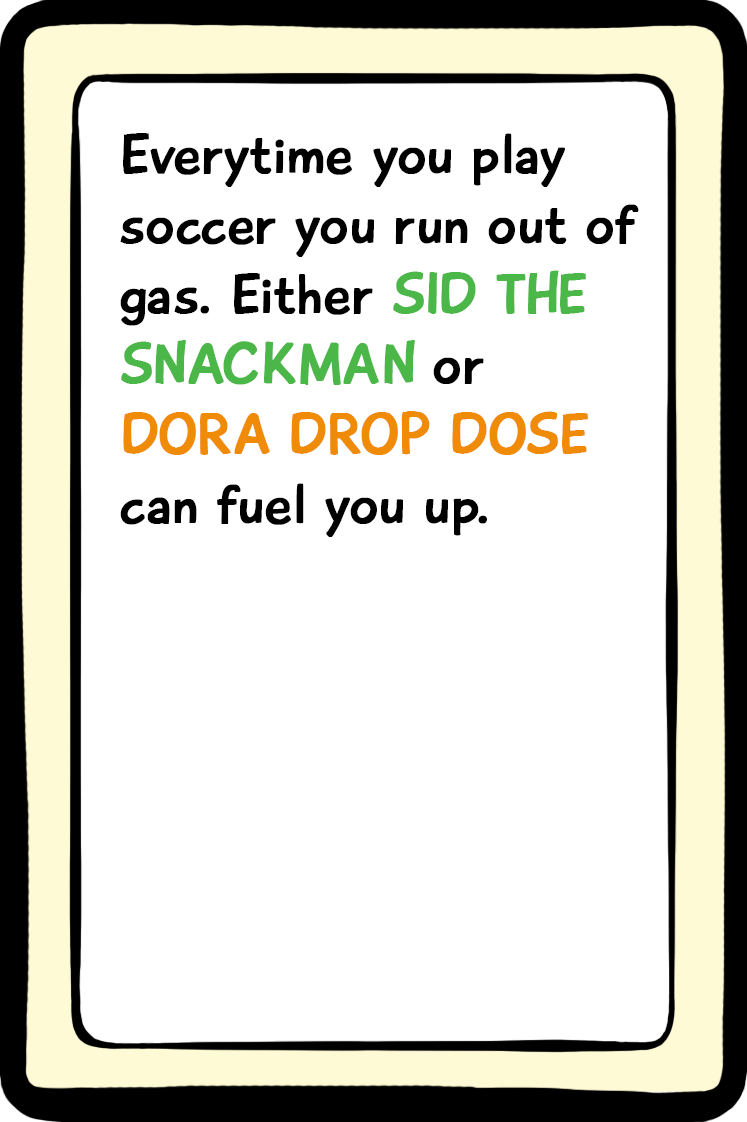 Everytime you play
soccer you run out of
gas. Either SID THE
SNACKMAN or
DORA DROP DOSE
can fuel you up.